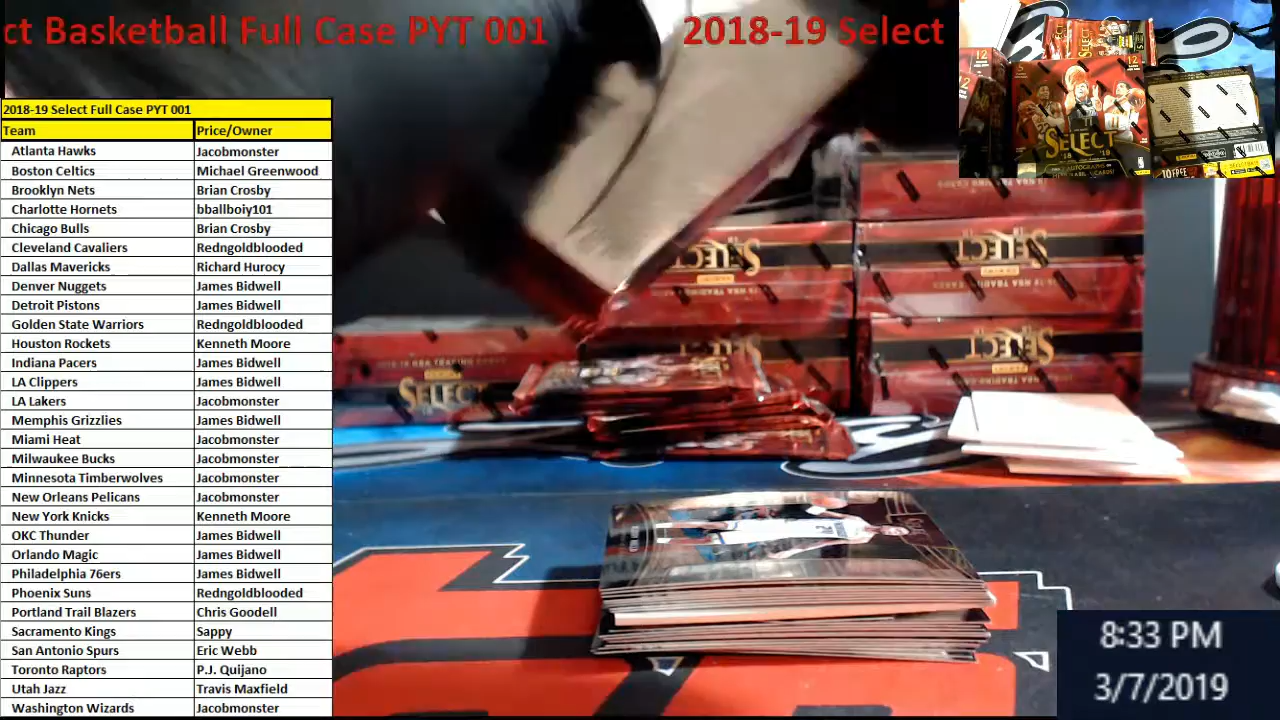 ct Basketball Full Case PYT 001
2018-19 Select
2018-19 Select Full Case PYT 001
Team Price/Owner
Atlanta Hawks Jacobmonster
Boston Celtics Michael Greenwood
Brooklyn Nets Brian Crosby
Charlotte Hornets bballboiy101
Chicago Bulls Brian Crosby
Cleveland Cavaliers Redngoldblooded
Dallas Mavericks Richard Hurocy
Denver Nuggets James Bidwell
Detroit Pistons James Bidwell
Golden State Warriors Redngoldblooded
Houston Rockets Kenneth Moore
Indiana Pacers James Bidwell
LA Clippers James Bidwell
LA Lakers Jacobmonster
Memphis Grizzlies James Bidwell
Miami Heat Jacobmonster
Milwaukee Bucks Jacobmonster
Minnesota Timberwolves Jacobmonster
New Orleans Pelicans Jacobmonster
New York Knicks Kenneth Moore
OKC Thunder James Bidwell
Orlando Magic James Bidwell
Philadelphia 76ers James Bidwell
Phoenix Suns Redngoldblooded
Portland Trail Blazers Chris Goodell
Sacramento Kings Sappy
San Antonio Spurs Eric Webb
Toronto Raptors P.J. Quijano
Utah Jazz Travis Maxfield
Washington Wizards Jacobmonster
SELECT
SELECT
SELECT
SELECT
SELECT
SELECT
12
8:33 PM
3/7/2019